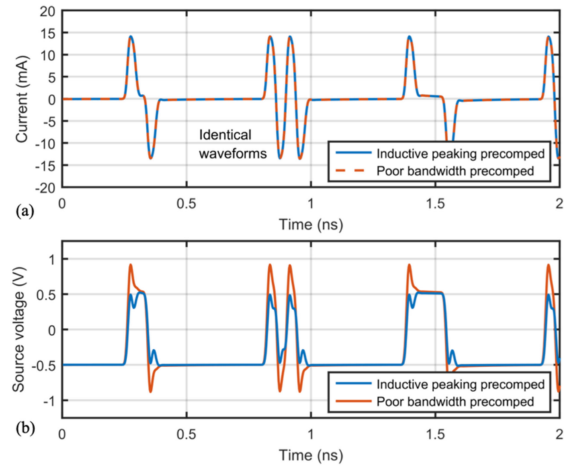 20
15
10
5
0
-5
-10
-15
20
Current (mA)
Identical
waveforms
Inductive peaking precomped
Poor bandwidth precomped
0 0.5 1 1.5 2
(a)
Time (ns)
1
0.5
0
-0.5
-1
Source voltage (V)
Inductive peaking precomped
Poor bandwidth precomped
0 0.5 1 1.5 2
(b)
Time (ns)